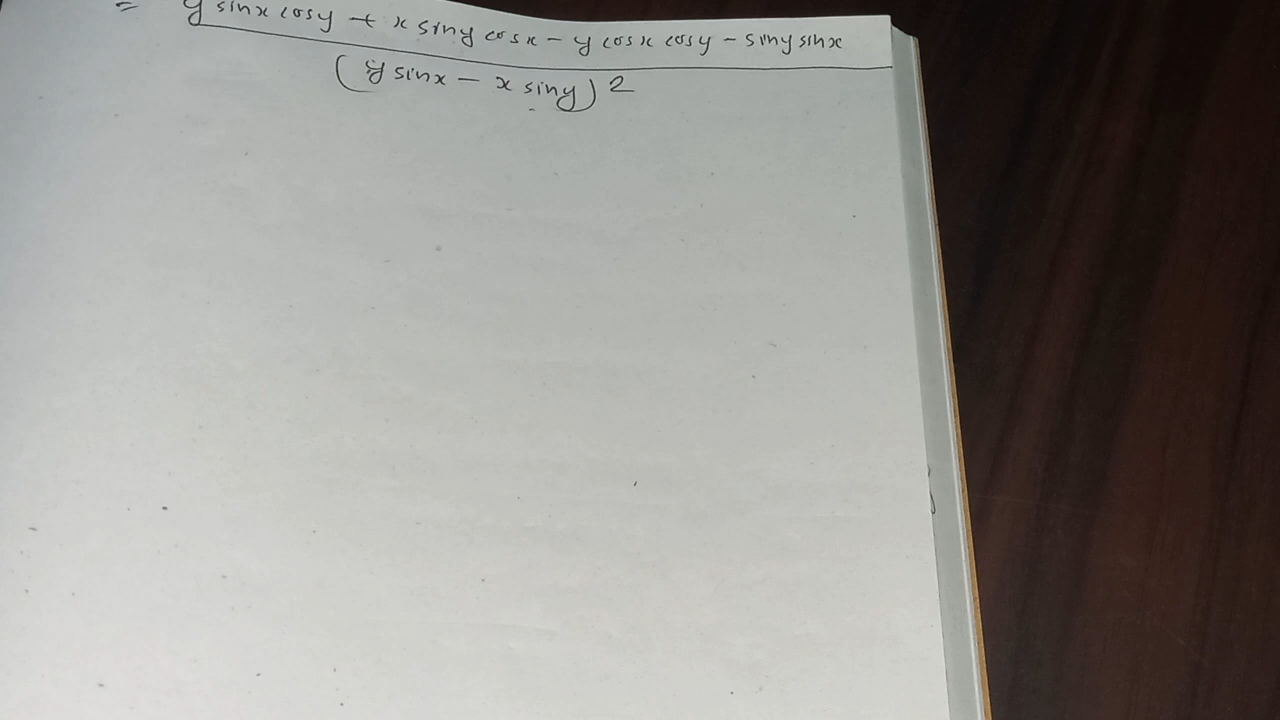 = y sinx cosy + x siny cosx - y cosx cosy - siny sinx
(y sinx - x siny) 2